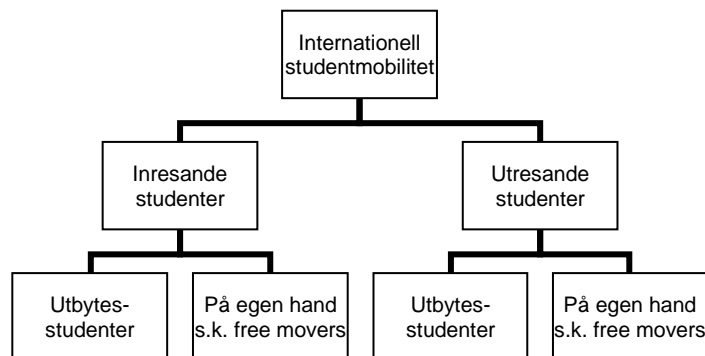 Internationell
studentmobilitet
Inresande
studenter
Utresande
studenter
Utbytes-
studenter
På egen hand
s.k. free movers
Utbytes-
studenter
På egen hand
s.k. free movers